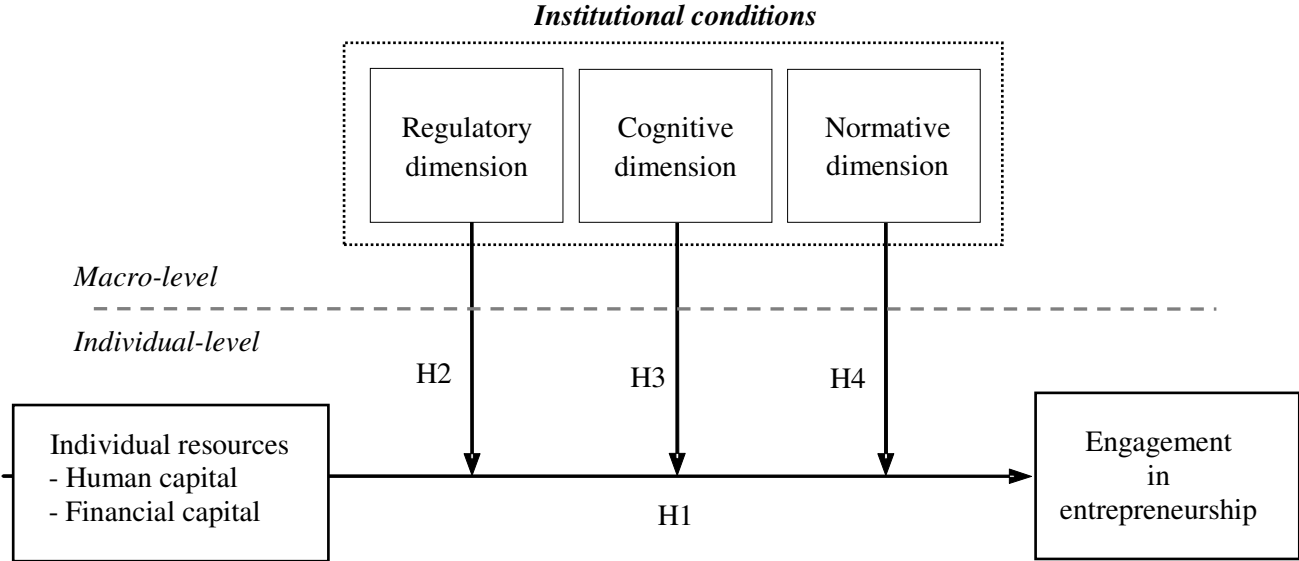 Institutional conditions
Regulatory
dimension
Cognitive
dimension
Normative
dimension
Macro-level
Individual-level
H2
H3
H4
Individual resources
- Human capital
- Financial capital
H1
Engagement
in
entrepreneurship